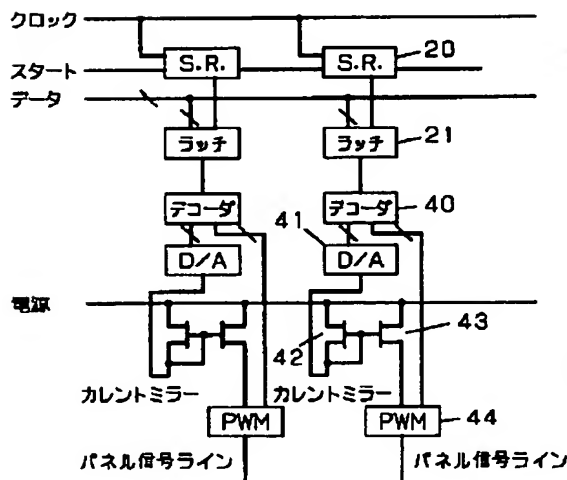 クロック
S.R. S.R. 20
スタート
データ
ラッチ ラッチ 21
デコーダ デコーダ 40
41
D/A D/A
電源
42 43
カレントミラー カレントミラー
PWM PWM 44
パネル信号ライン パネル信号ライン